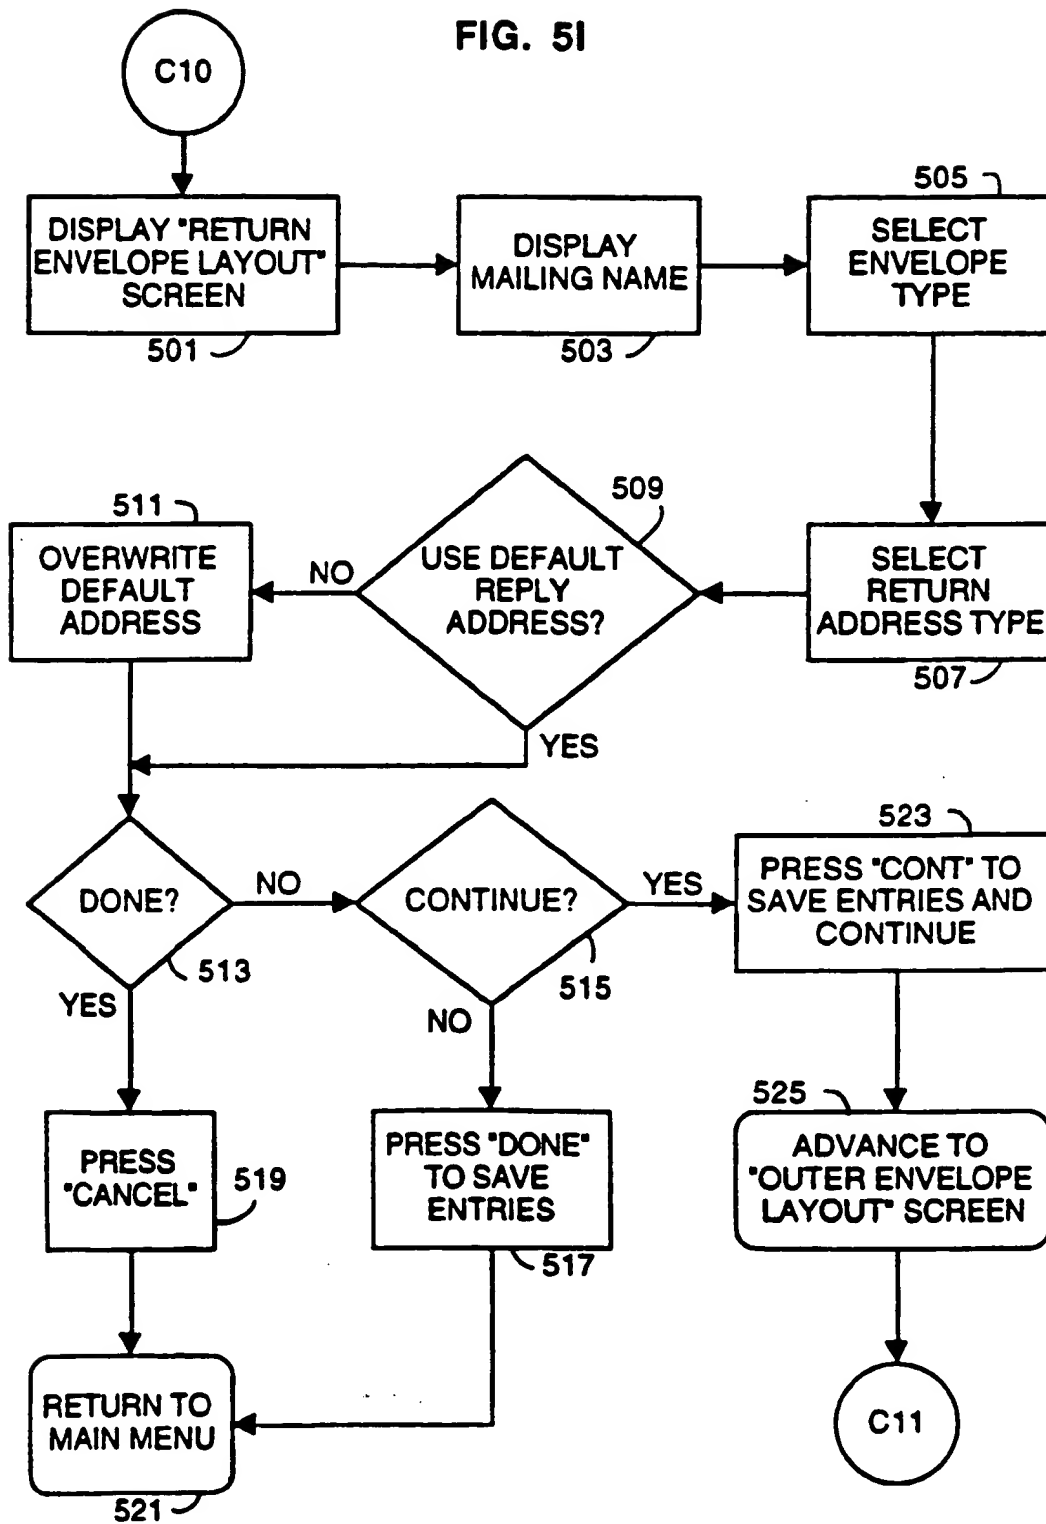 FIG. 5I
C10
DISPLAY "RETURN
ENVELOPE LAYOUT"
SCREEN
501
DISPLAY
MAILING NAME
503
505
SELECT
ENVELOPE
TYPE
511
OVERWRITE
DEFAULT
ADDRESS
NO
509
USE DEFAULT
REPLY
ADDRESS?
YES
SELECT
RETURN
ADDRESS TYPE
507
DONE?
513
NO
YES
CONTINUE?
515
YES
NO
523
PRESS "CONT" TO
SAVE ENTRIES AND
CONTINUE
PRESS
"CANCEL"
519
PRESS "DONE"
TO SAVE
ENTRIES
517
525
ADVANCE TO
"OUTER ENVELOPE
LAYOUT" SCREEN
RETURN TO
MAIN MENU
521
C11